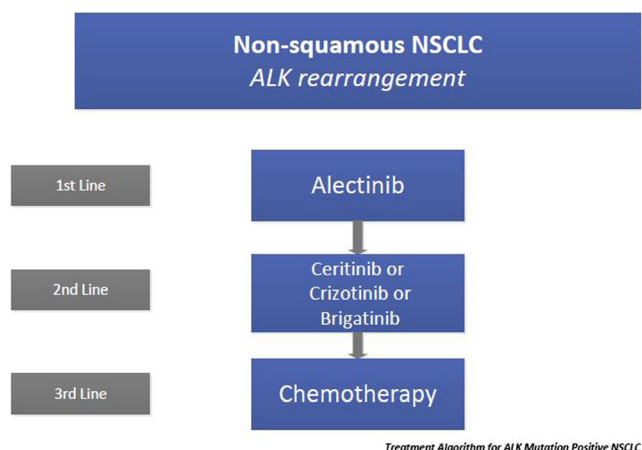 Non-squamous NSCLC
ALK rearrangement
1st Line
Alectinib
2nd Line
Ceritinib or
Crizotinib or
Brigatinib
3rd Line
Chemotherapy
Treatment Algorithm for ALK Mutation Positive NSCLC